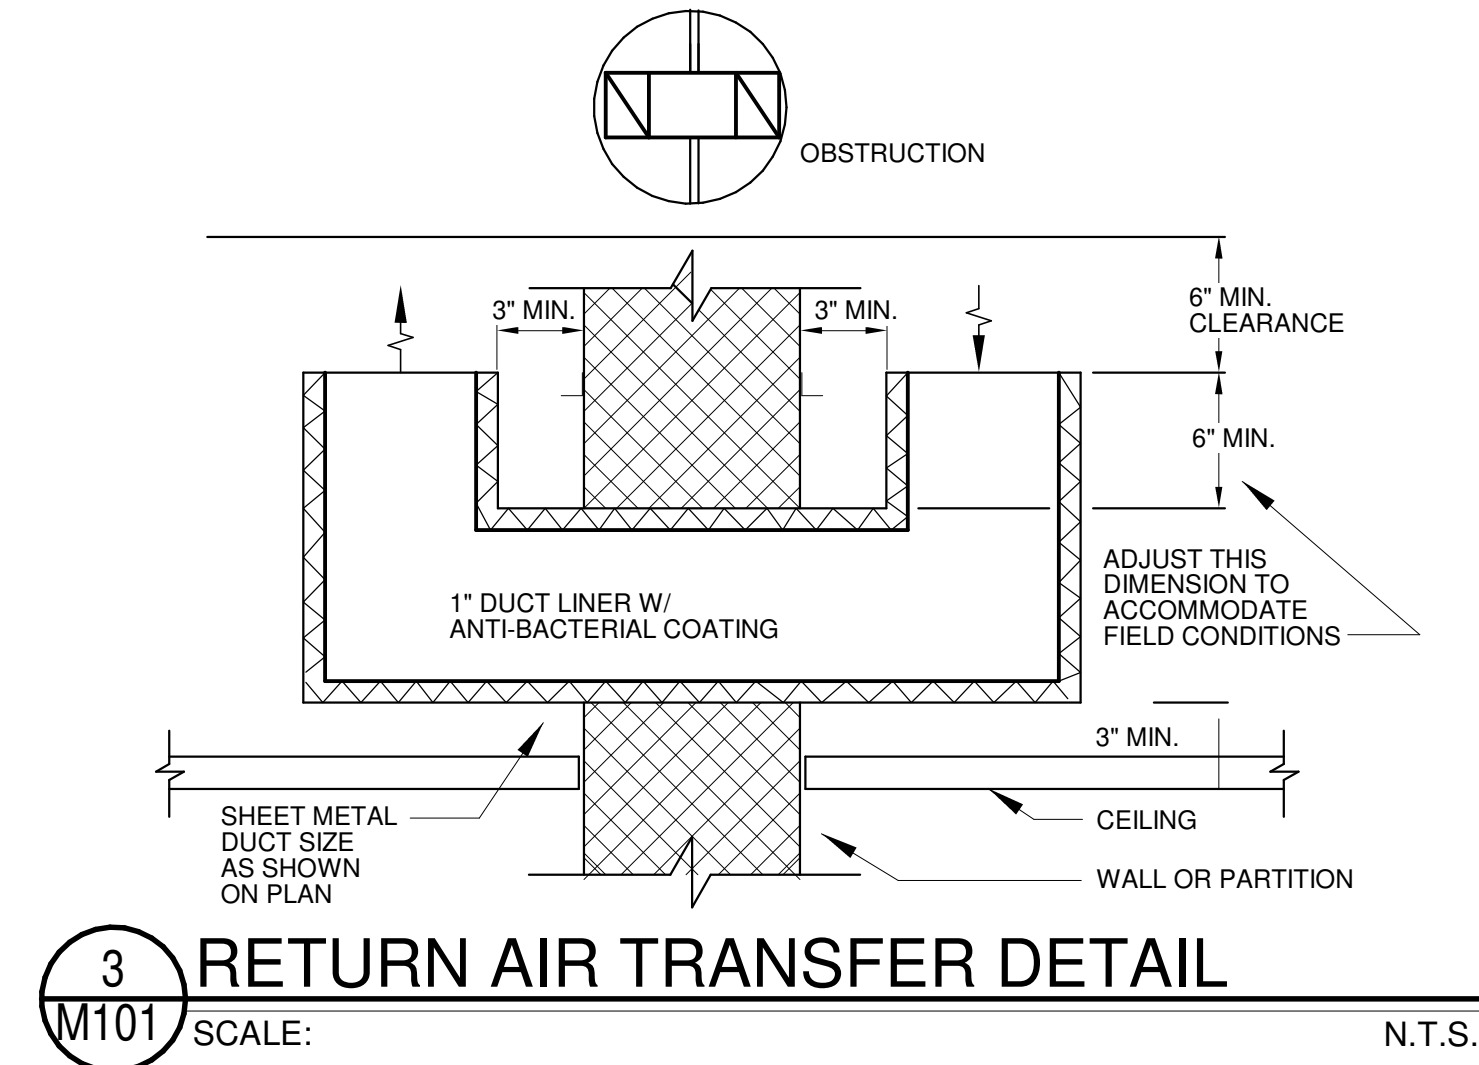 OBSTRUCTION
3" MIN.
3" MIN.
6" MIN.
CLEARANCE
6" MIN.
ADJUST THIS
DIMENSION TO
ACCOMMODATE
FIELD CONDITIONS
1" DUCT LINER W/
ANTI-BACTERIAL COATING
3" MIN.
SHEET METAL
DUCT SIZE
AS SHOWN
ON PLAN
CEILING
WALL OR PARTITION
3
M101
RETURN AIR TRANSFER DETAIL
SCALE:
N.T.S.